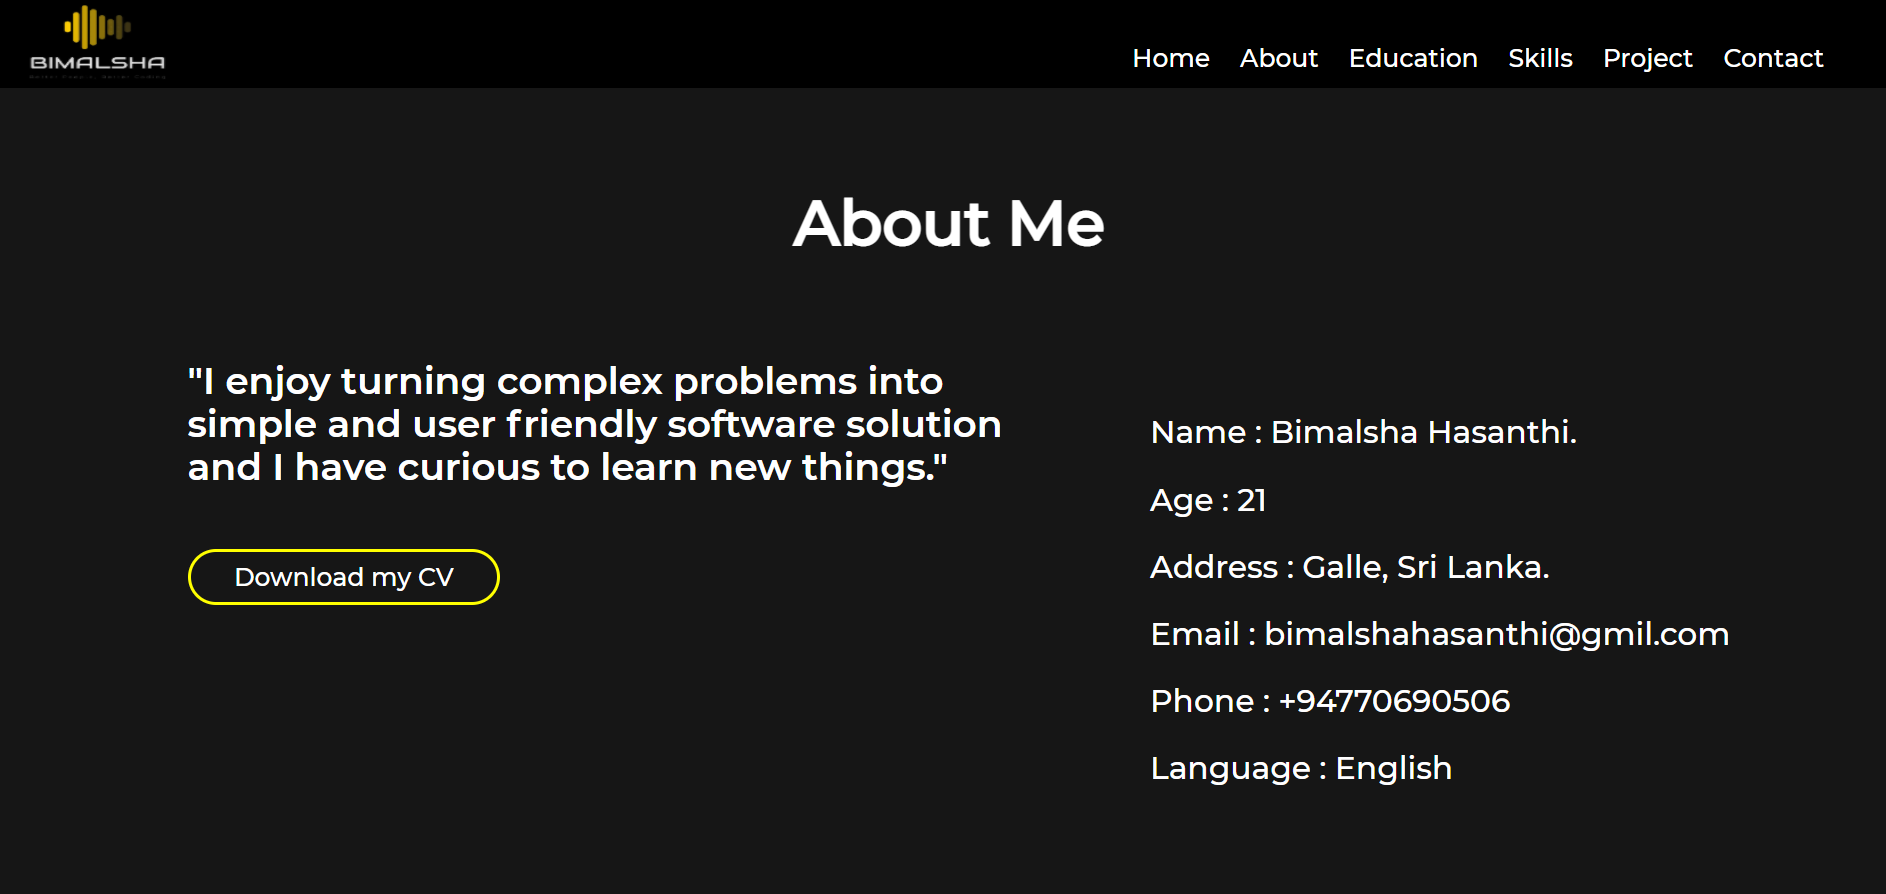 BIMALSHA
Home About Education Skills Project Contact
About Me
"I enjoy turning complex problems into
simple and user friendly software solution
and I have curious to learn new things."
Download my CV
Name : Bimalsha Hasanthi.
Age : 21
Address : Galle, Sri Lanka.
Email : bimalshahasanthi@gmil.com
Phone : +94770690506
Language : English